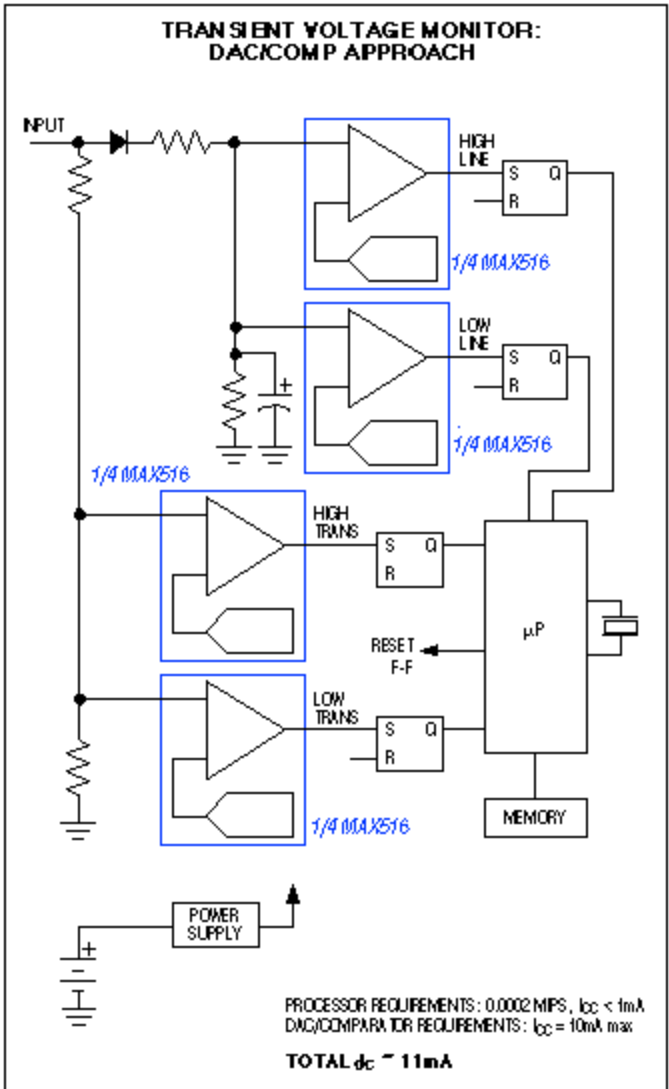 TRANSIENT VOLTAGE MONITOR:
DAC/COMP APPROACH
INPUT
HIGH
LINE
S Q
R
1/4 MAX516
LOW
LINE
S Q
R
1/4 MAX516
1/4 MAX516
HIGH
TRANS
S Q
R
µP
RESET
F-F
LOW
TRANS
S Q
R
1/4 MAX516
MEMORY
POWER
SUPPLY
+
+
PROCESSOR REQUIREMENTS: 0.0002 MIPS, ICC < 1mA
DAC/COMPARATOR REQUIREMENTS: ICC = 10mA max
TOTAL dc ~ 11mA